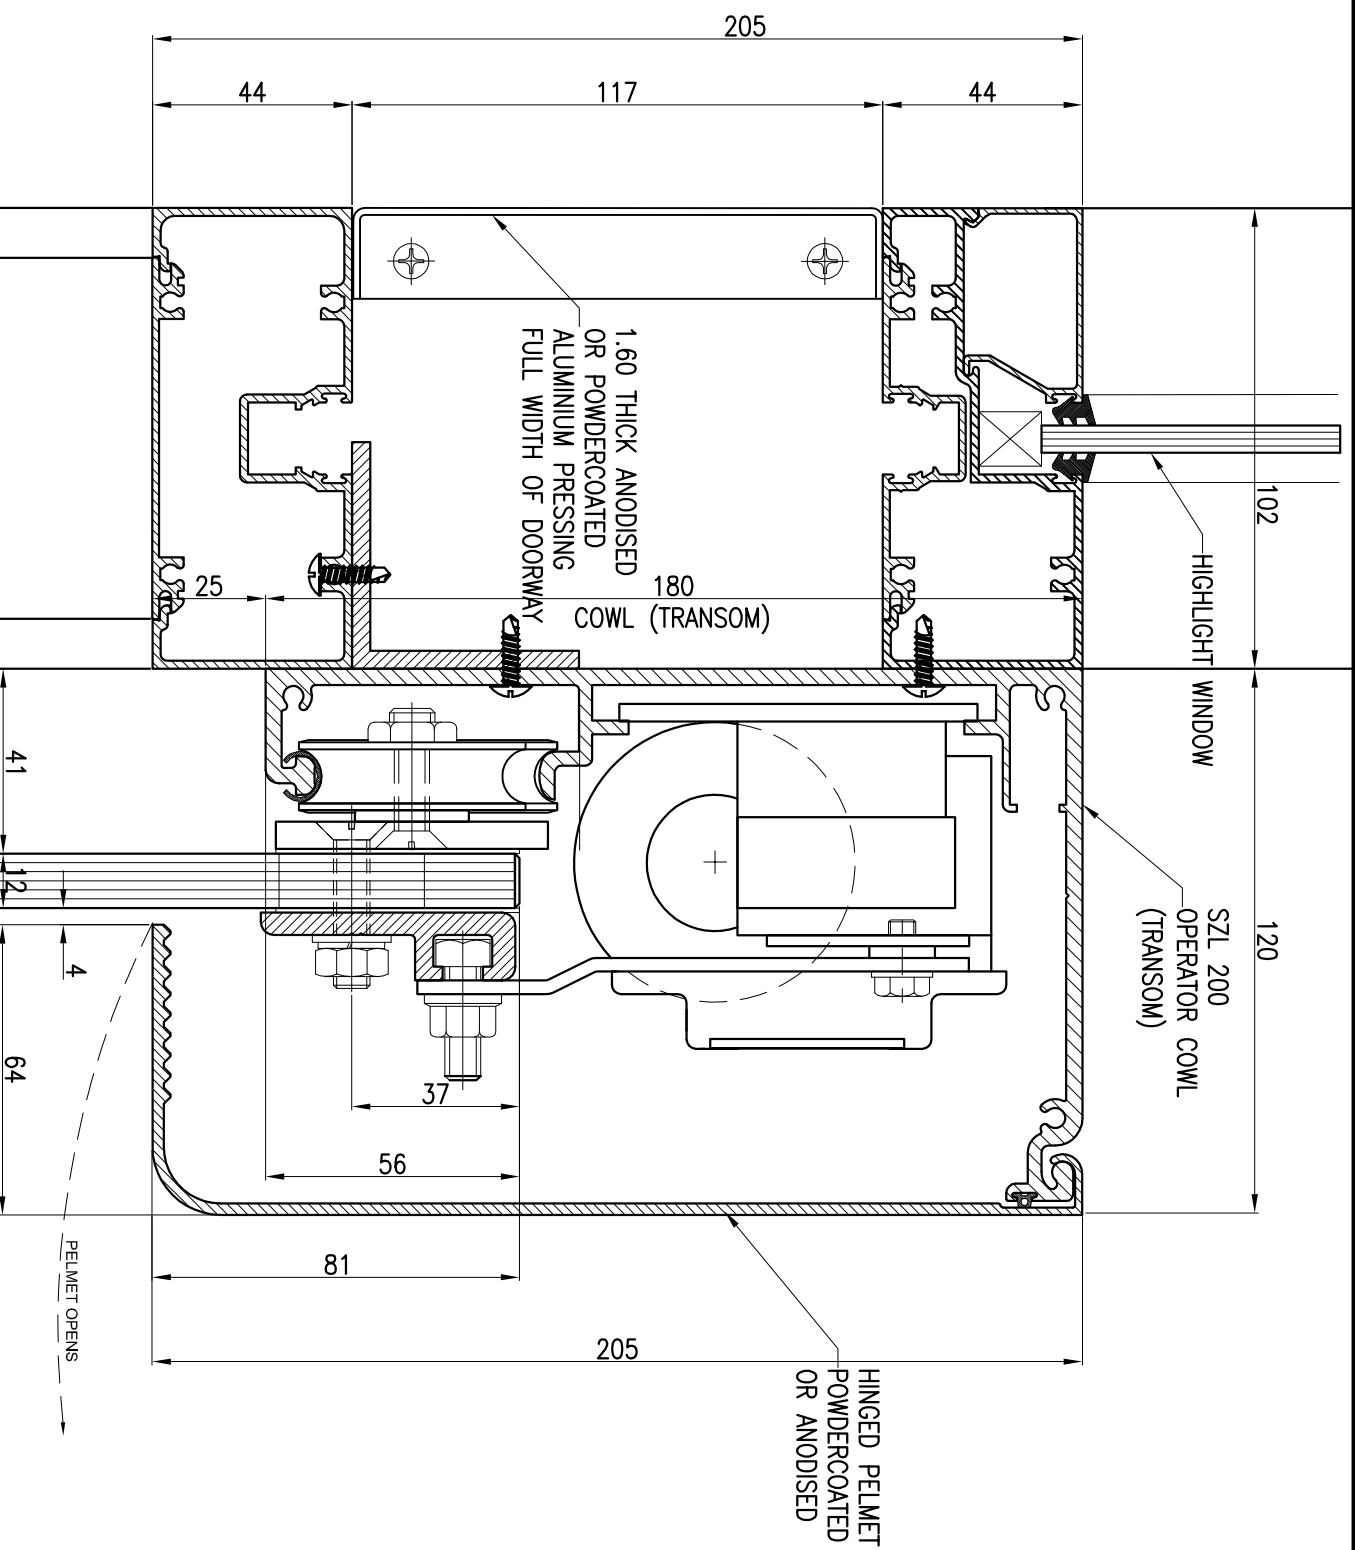 205
44
117
44
102
HIGHLIGHT WINDOW
1.60 THICK ANODISED
OR POWDERCOATED
ALUMINIUM PRESSING
FULL WIDTH OF DOORWAY
25
180
COWL (TRANSOM)
41
12
4
64
120
SZL 200
OPERATOR COWL
(TRANSOM)
37
56
81
205
PELMET OPENS
HINGED PELMET
POWDERCOATED
OR ANODISED